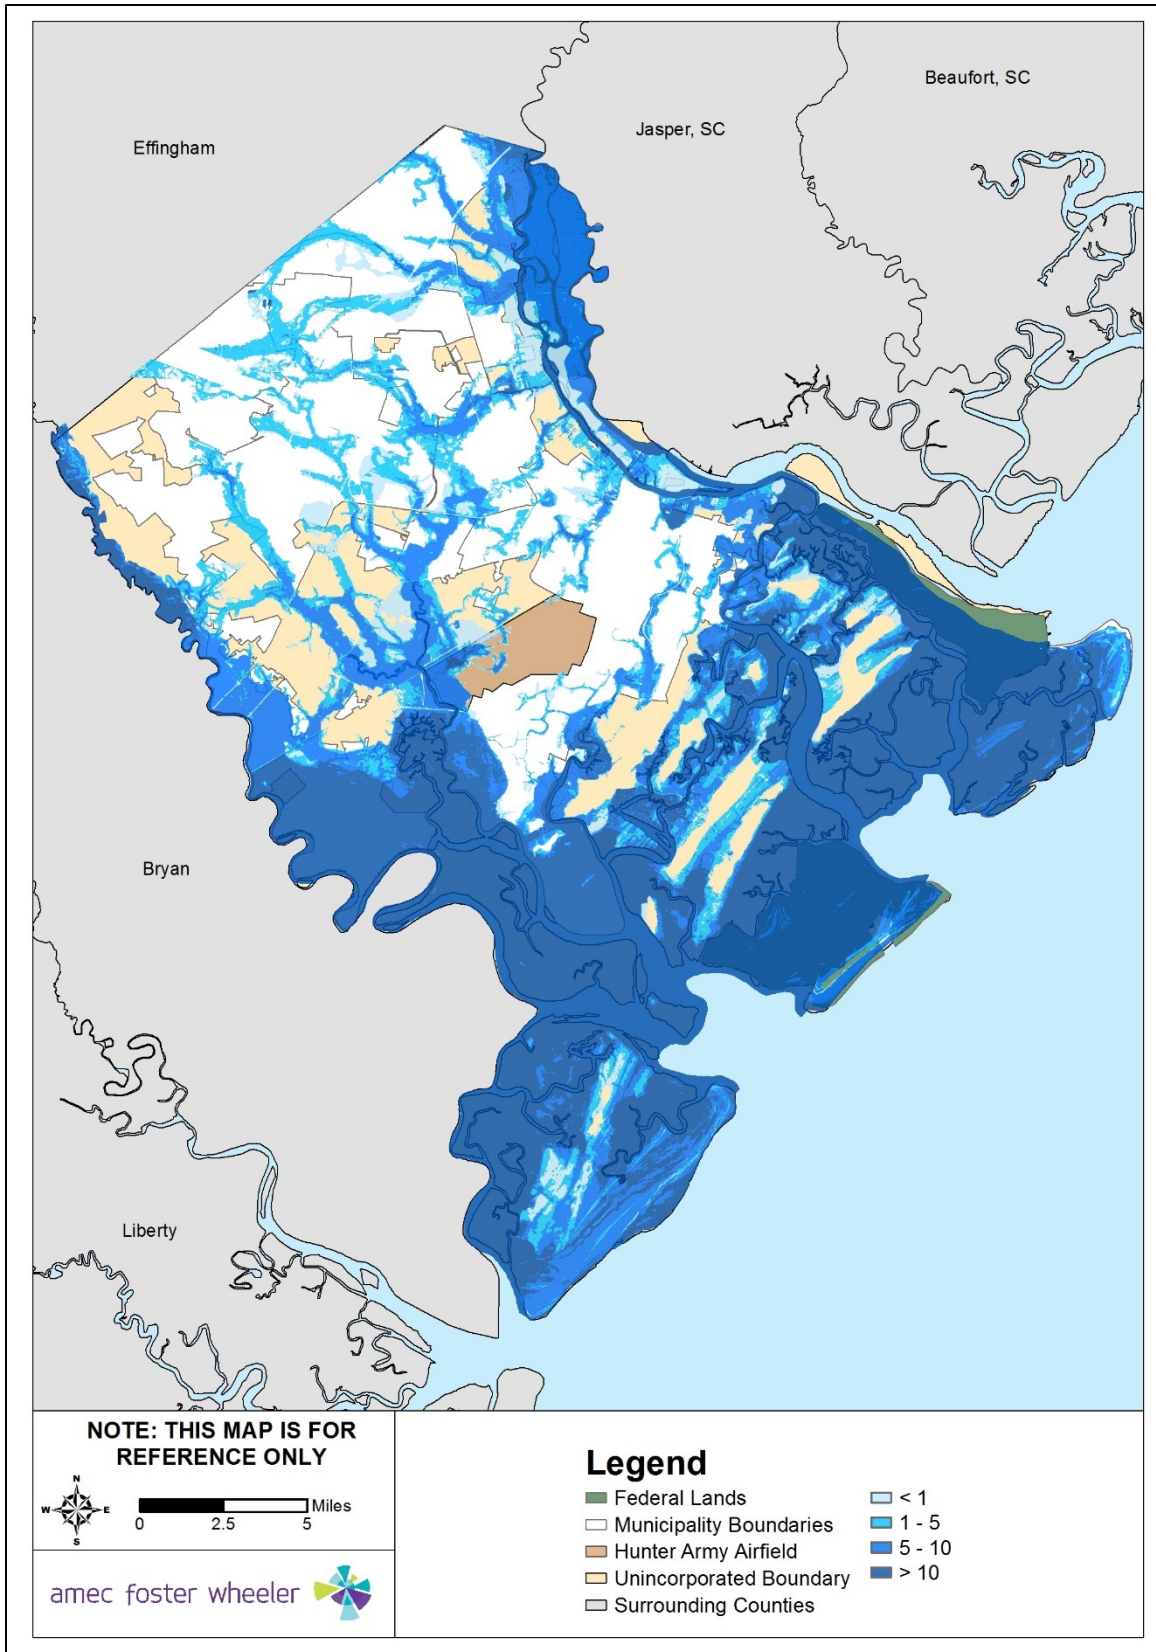 Beaufort, SC
Jasper, SC
Effingham
Bryan
Liberty
NOTE: THIS MAP IS FOR
REFERENCE ONLY
N
W E
S
Miles
0 2.5 5
amec foster wheeler
Legend
Federal Lands
Municipality Boundaries
Hunter Army Airfield
Unincorporated Boundary
Surrounding Counties
< 1
1 - 5
5 - 10
> 10